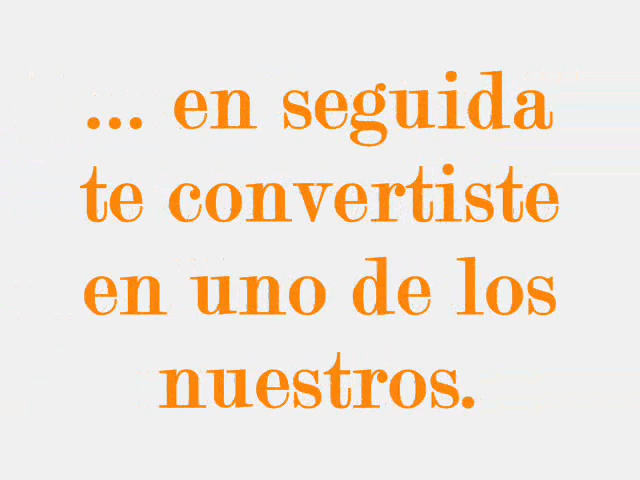 ... en seguida
te convertiste
en uno de los
nuestros.